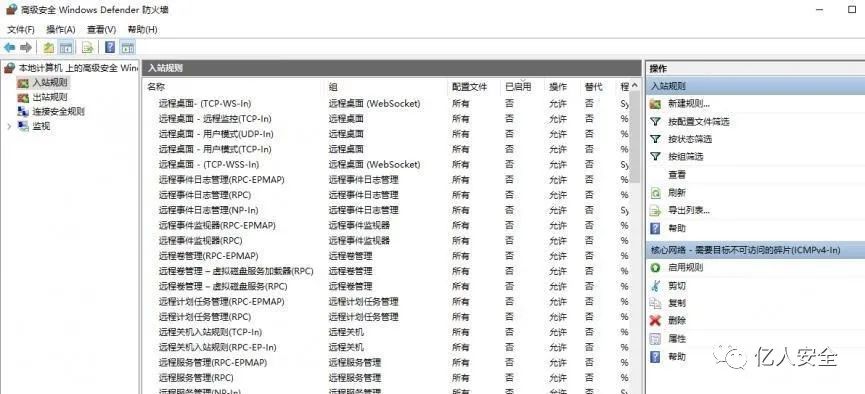 高级安全 Windows Defender 防火墙
文件(F) 操作(A) 查看(V) 帮助(H)
本地计算机 上的高级安全 Wind
入站规则
出站规则
连接安全规则
监视
入站规则
名称 组 配置文件 已启用 操作 替代 程
远程桌面- (TCP-WS-In) 远程桌面 (WebSocket) 所有 否 允许 否 Sy
远程桌面 - 远程监控(TCP-In) 远程桌面 所有 否 允许 否 %
远程桌面 - 用户模式(UDP-In) 远程桌面 所有 否 允许 否 %
远程桌面 - 用户模式(TCP-In) 远程桌面 所有 否 允许 否 %
远程桌面 - (TCP-WSS-In) 远程桌面 (WebSocket) 所有 否 允许 否 Sy
远程事件日志管理(RPC-EPMAP) 远程事件日志管理 所有 否 允许 否 %
远程事件日志管理(RPC) 远程事件日志管理 所有 否 允许 否 %
远程事件日志管理(NP-In) 远程事件日志管理 所有 否 允许 否 Sy
远程事件监视器(RPC-EPMAP) 远程事件监视器 所有 否 允许 否 %
远程事件监视器(RPC) 远程事件监视器 所有 否 允许 否 %
远程卷管理(RPC-EPMAP) 远程卷管理 所有 否 允许 否 %
远程卷管理 – 虚拟磁盘服务加载器(RPC) 远程卷管理 所有 否 允许 否 %
远程卷管理 – 虚拟磁盘服务(RPC) 远程卷管理 所有 否 允许 否 %
远程计划任务管理(RPC-EPMAP) 远程计划任务管理 所有 否 允许 否 %
远程计划任务管理(RPC) 远程计划任务管理 所有 否 允许 否 %
远程关机入站规则(TCP-In) 远程关机 所有 否 允许 否 %
远程关机入站规则(RPC-EP-In) 远程关机 所有 否 允许 否 %
远程服务管理(RPC-EPMAP) 远程服务管理 所有 否 允许 否 %
远程服务管理(RPC) 远程服务管理 所有 否 允许 否 %
远程服务管理(NP-In) 远程服务管理 所有 否 允许 否
操作
入站规则
新建规则...
按配置文件筛选
按状态筛选
按组筛选
查看
刷新
导出列表...
帮助
核心网络 - 需要目标不可访问的碎片(ICMPv4-In)
启用规则
剪切
复制
删除
属性
帮助
亿人安全